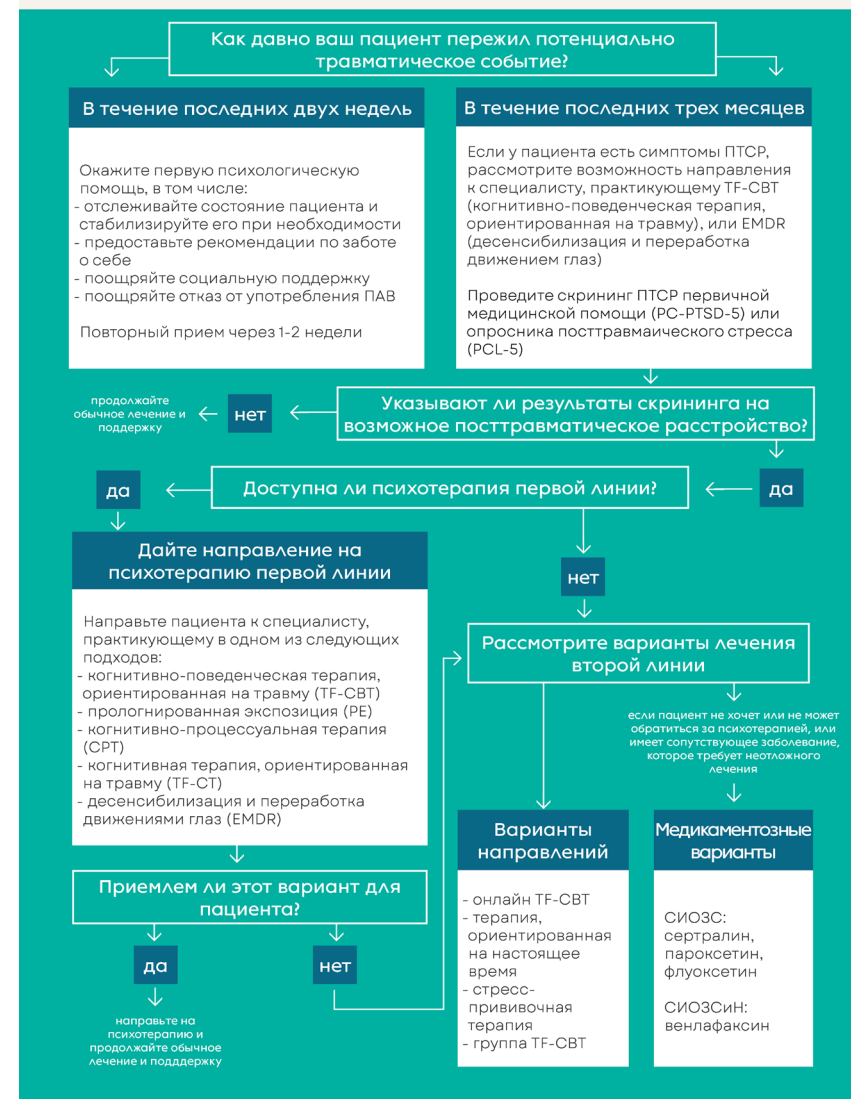 Как давно ваш пациент пережил потенциально
травматическое событие?
В течение последних двух недель
Окажите первую психологическую
помощь, в том числе:
- отслеживайте состояние пациента и
стабилизируйте его при необходимости
- предоставьте рекомендации по заботе
о себе
- поощряйте социальную поддержку
- поощряйте отказ от употребления ПАВ
Повторный прием через 1-2 недели
В течение последних трех месяцев
Если у пациента есть симптомы ПТСР,
рассмотрите возможность направления
к специалисту, практикующему TF-CBT
(когнитивно-поведенческая терапия,
ориентированная на травму), или EMDR
(десенсибилизация и переработка
движением глаз)
Проведите скрининг ПТСР первичной
медицинской помощи (PC-PTSD-5) или
опросника посттравмаического стресса
(PCL-5)
Указывают ли результаты скрининга на
возможное посттравматическое расстройство?
нет
продолжайте
обычное лечение и
поддержку
да
Доступна ли психотерапия первой линии?
да
Дайте направление на
психотерапию первой линии
Направьте пациента к специалисту,
практикующему в одном из следующих
подходов:
- когнитивно-поведенческая терапия,
ориентированная на травму (TF-CBT)
- прологнированная экспозиция (PE)
- когнитивно-процессуальная терапия
(CPT)
- когнитивная терапия, ориентированная
на травму (TF-CT)
- десенсибилизация и переработка
движениями глаз (EMDR)
Приемлем ли этот вариант для
пациента?
да
нет
направьте на
психотерапию и
продолжайте обычное
лечение и подддержку
нет
Рассмотрите варианты лечения
второй линии
если пациент не хочет или не может
обратиться за психотерапией, или
имеет сопутствующее заболевание,
которое требует неотложного
лечения
Варианты
направлений
- онлайн TF-CBT
- терапия,
ориентированная
на настоящее
время
- стресс-
прививочная
терапия
- группа TF-CBT
Медикаментозные
варианты
СИОЗС:
сертралин,
пароксетин,
флуоксетин
СИОЗСиН:
венлафаксин